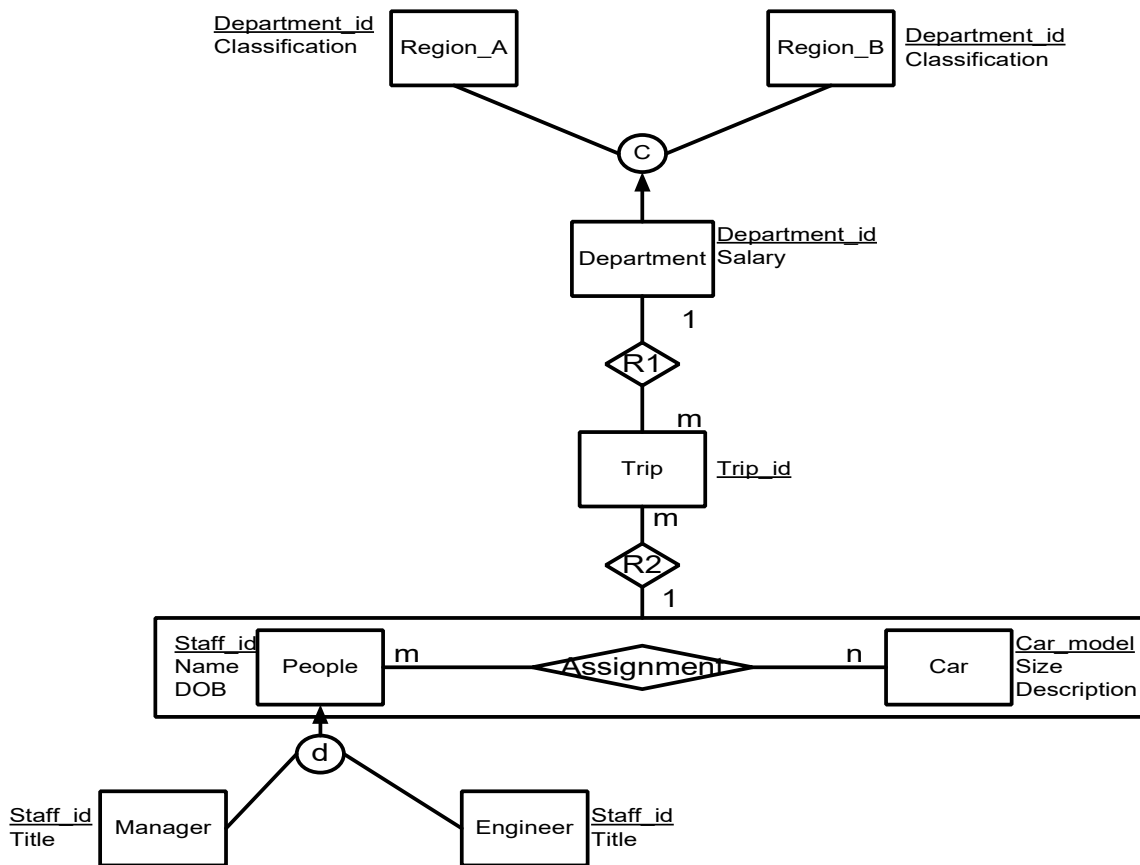 Department_id
Classification
Region_A
Region_B
Department_id
Classification
C
Department
Department_id
Salary
1
R1
m
Trip
Trip_id
m
R2
1
Staff_id
Name
DOB
People
m
Assignment
n
Car
Car_model
Size
Description
d
Staff_id
Title
Manager
Engineer
Staff_id
Title